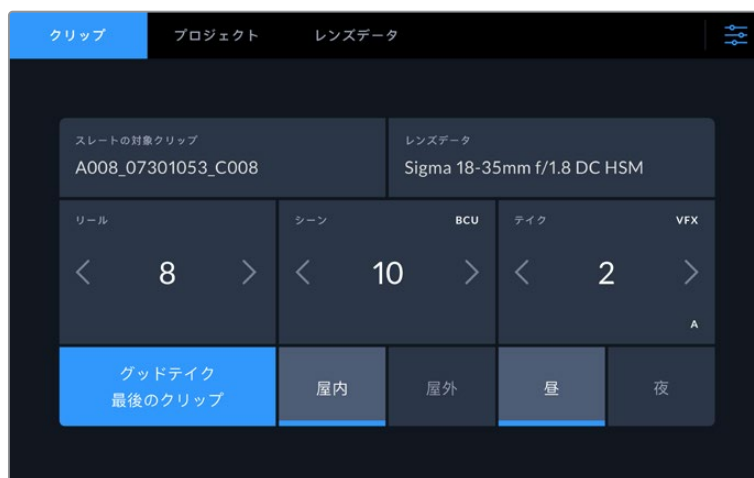 クリップ プロジェクト レンズデータ
スレートの対象クリップ レンズデータ
A008_07301053_C008 Sigma 18-35mm f/1.8 DC HSM
リール シーン BCU テイク VFX
8 10 2
A
グッドテイク
最後のクリップ
屋内 屋外 昼 夜